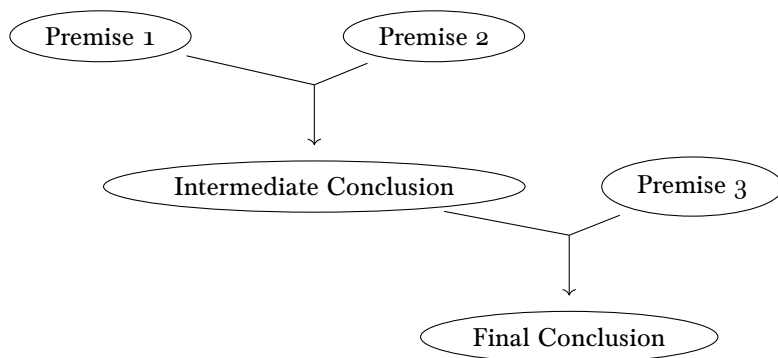 Premise 1
Premise 2
Intermediate Conclusion
Premise 3
Final Conclusion